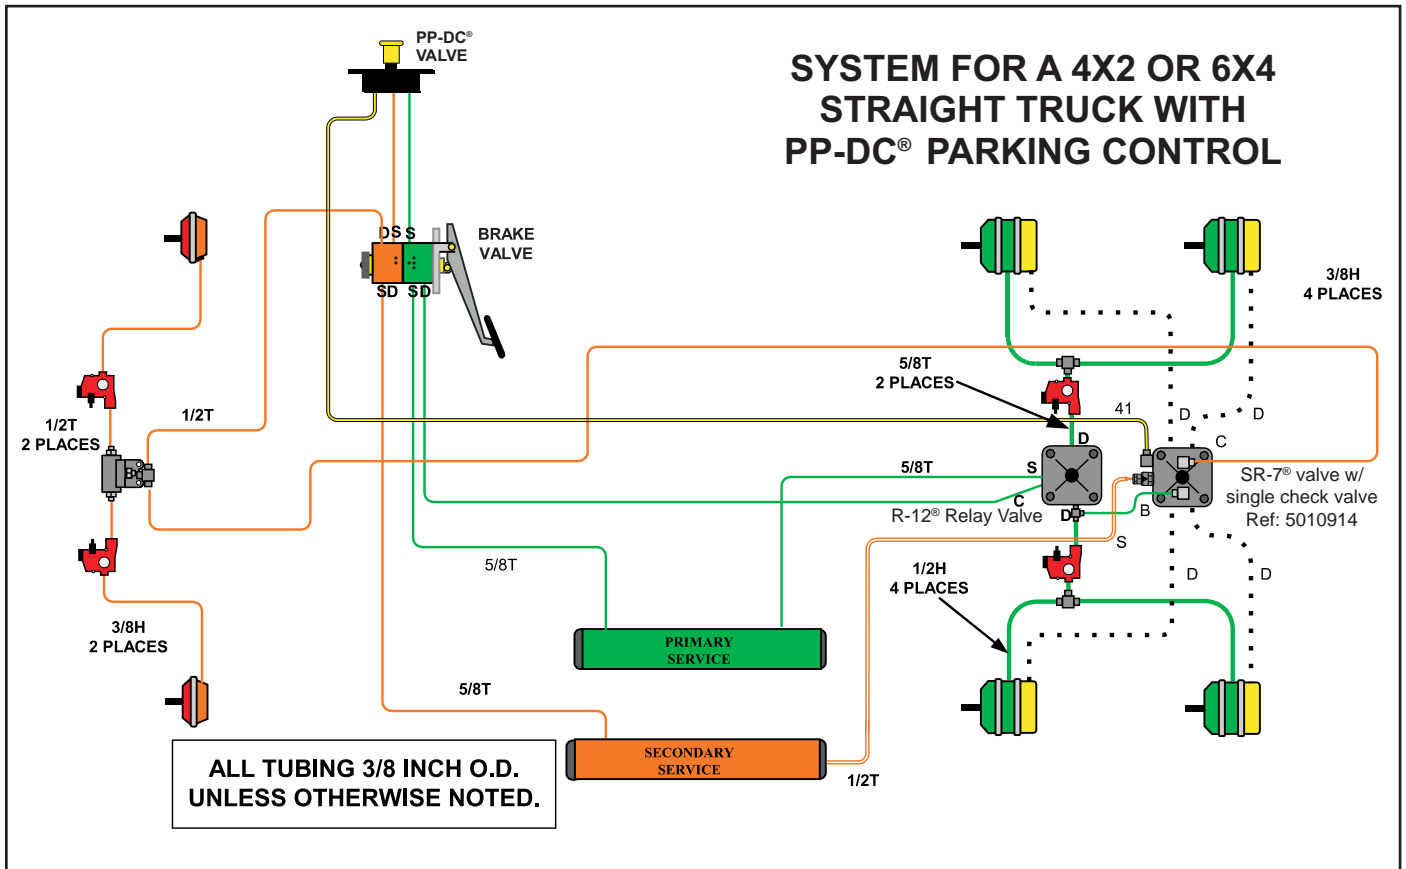 PP-DC®
VALVE
SYSTEM FOR A 4X2 OR 6X4
STRAIGHT TRUCK WITH
PP-DC® PARKING CONTROL
D S S
BRAKE
VALVE
S D S D
3/8H
4 PLACES
5/8T
2 PLACES
1/2T
2 PLACES
1/2T
41
D
D
D
C
S
5/8T
C
R-12® Relay Valve
D
B
S
SR-7® valve w/
single check valve
Ref: 5010914
5/8T
1/2H
4 PLACES
D
D
3/8H
2 PLACES
PRIMARY
SERVICE
5/8T
SECONDARY
SERVICE
1/2T
ALL TUBING 3/8 INCH O.D.
UNLESS OTHERWISE NOTED.